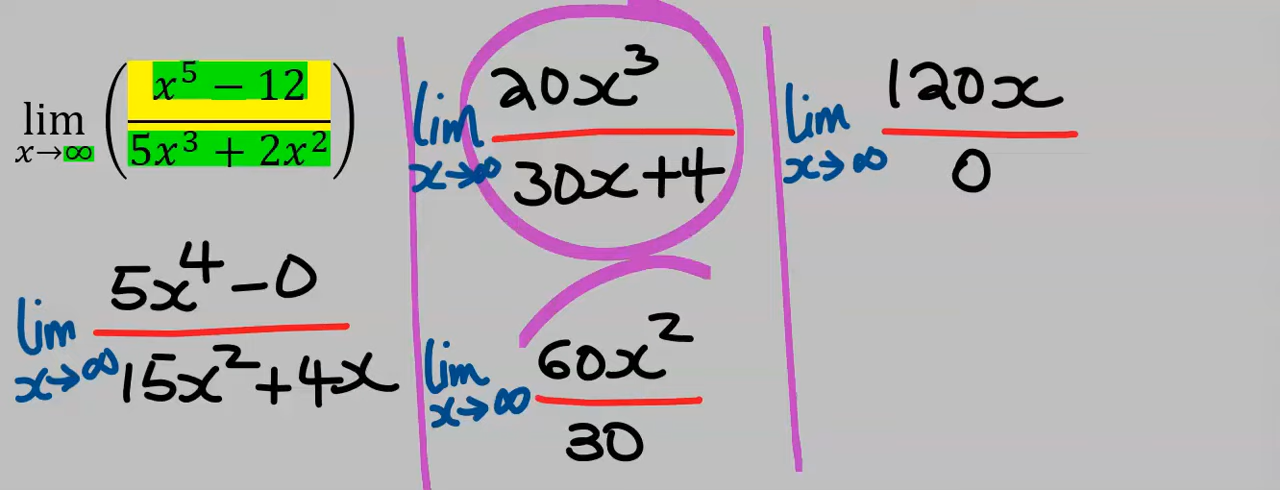 lim x→∞ (x⁵ − 12 / 5x³ + 2x²)
lim x→∞ 5x⁴ − 0 / 15x² + 4x
lim x→∞ 20x³ / 30x + 4
lim x→∞ 60x² / 30
lim x→∞ 120x / 0